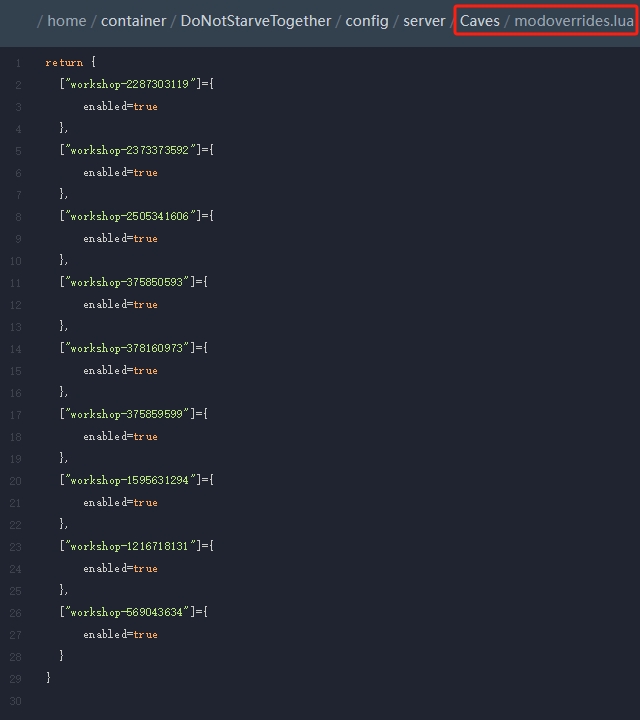 / home / container / DoNotStarveTogether / config / server / Caves / modoverrides.lua
1 return {
2 ["workshop-2287303119"]={
3 enabled=true
4 },
5 ["workshop-2373373592"]={
6 enabled=true
7 },
8 ["workshop-2505341606"]={
9 enabled=true
10 },
11 ["workshop-375850593"]={
12 enabled=true
13 },
14 ["workshop-378160973"]={
15 enabled=true
16 },
17 ["workshop-375859599"]={
18 enabled=true
19 },
20 ["workshop-1595631294"]={
21 enabled=true
22 },
23 ["workshop-1216718131"]={
24 enabled=true
25 },
26 ["workshop-569043634"]={
27 enabled=true
28 }
29 }
30